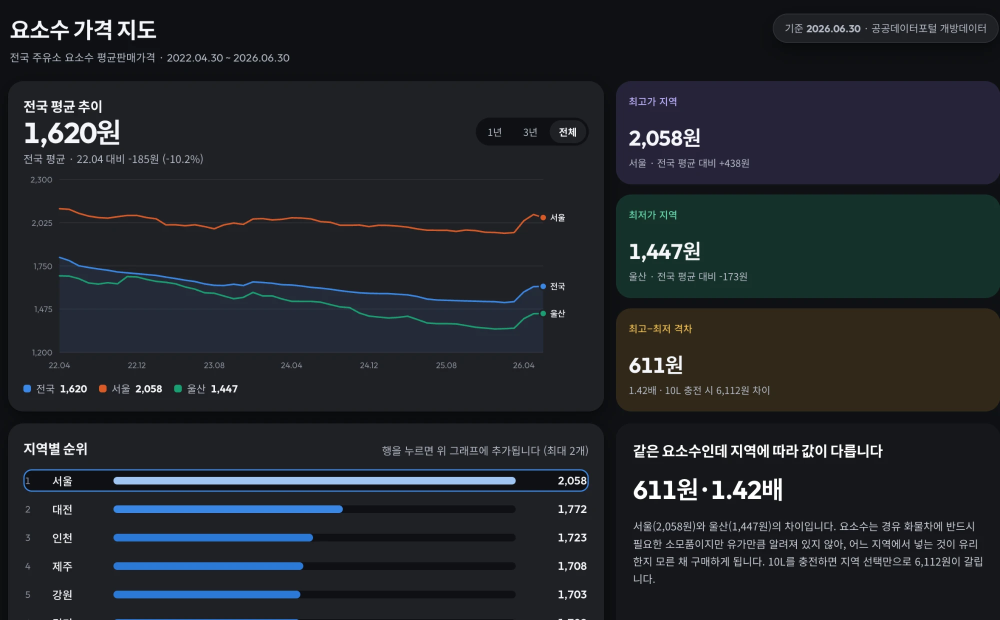 요소수 가격 지도
전국 주유소 요소수 평균판매가격 · 2022.04.30 ~ 2026.06.30
기준 2026.06.30 · 공공데이터포털 개방데이터
전국 평균 추이
1,620원
전국 평균 · 22.04 대비 -185원 (-10.2%)
1년 3년 전체
2,300
2,025
1,750
1,475
1,200
서울
전국
울산
22.04 22.12 23.08 24.04 24.12 25.08 26.04
전국 1,620 서울 2,058 울산 1,447
최고가 지역
2,058원
서울 · 전국 평균 대비 +438원
최저가 지역
1,447원
울산 · 전국 평균 대비 -173원
최고–최저 격차
611원
1.42배 · 10L 충전 시 6,112원 차이
지역별 순위
행을 누르면 위 그래프에 추가됩니다 (최대 2개)
1 서울 2,058
2 대전 1,772
3 인천 1,723
4 제주 1,708
5 강원 1,703
같은 요소수인데 지역에 따라 값이 다릅니다
611원·1.42배
서울(2,058원)와 울산(1,447원)의 차이입니다. 요소수는 경유 화물차에 반드시
필요한 소모품이지만 유가만큼 알려져 있지 않아, 어느 지역에서 넣는 것이 유리
한지 모른 채 구매하게 됩니다. 10L를 충전하면 지역 선택만으로 6,112원이 갈립
니다.